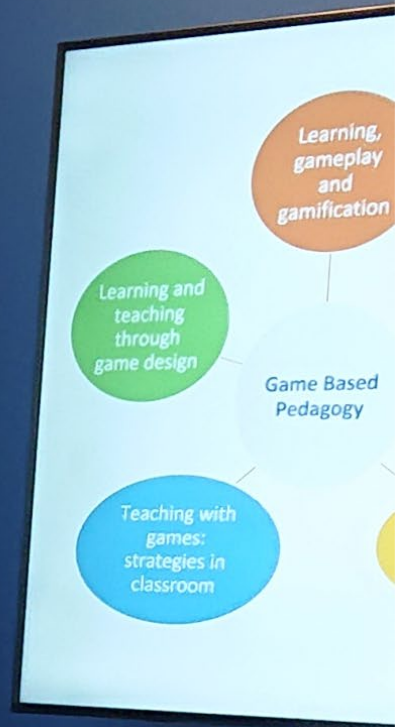 Learning,
gameplay
and
gamification
Learning and
teaching
through
game design
Game Based
Pedagogy
Teaching with
games:
strategies in
classroom